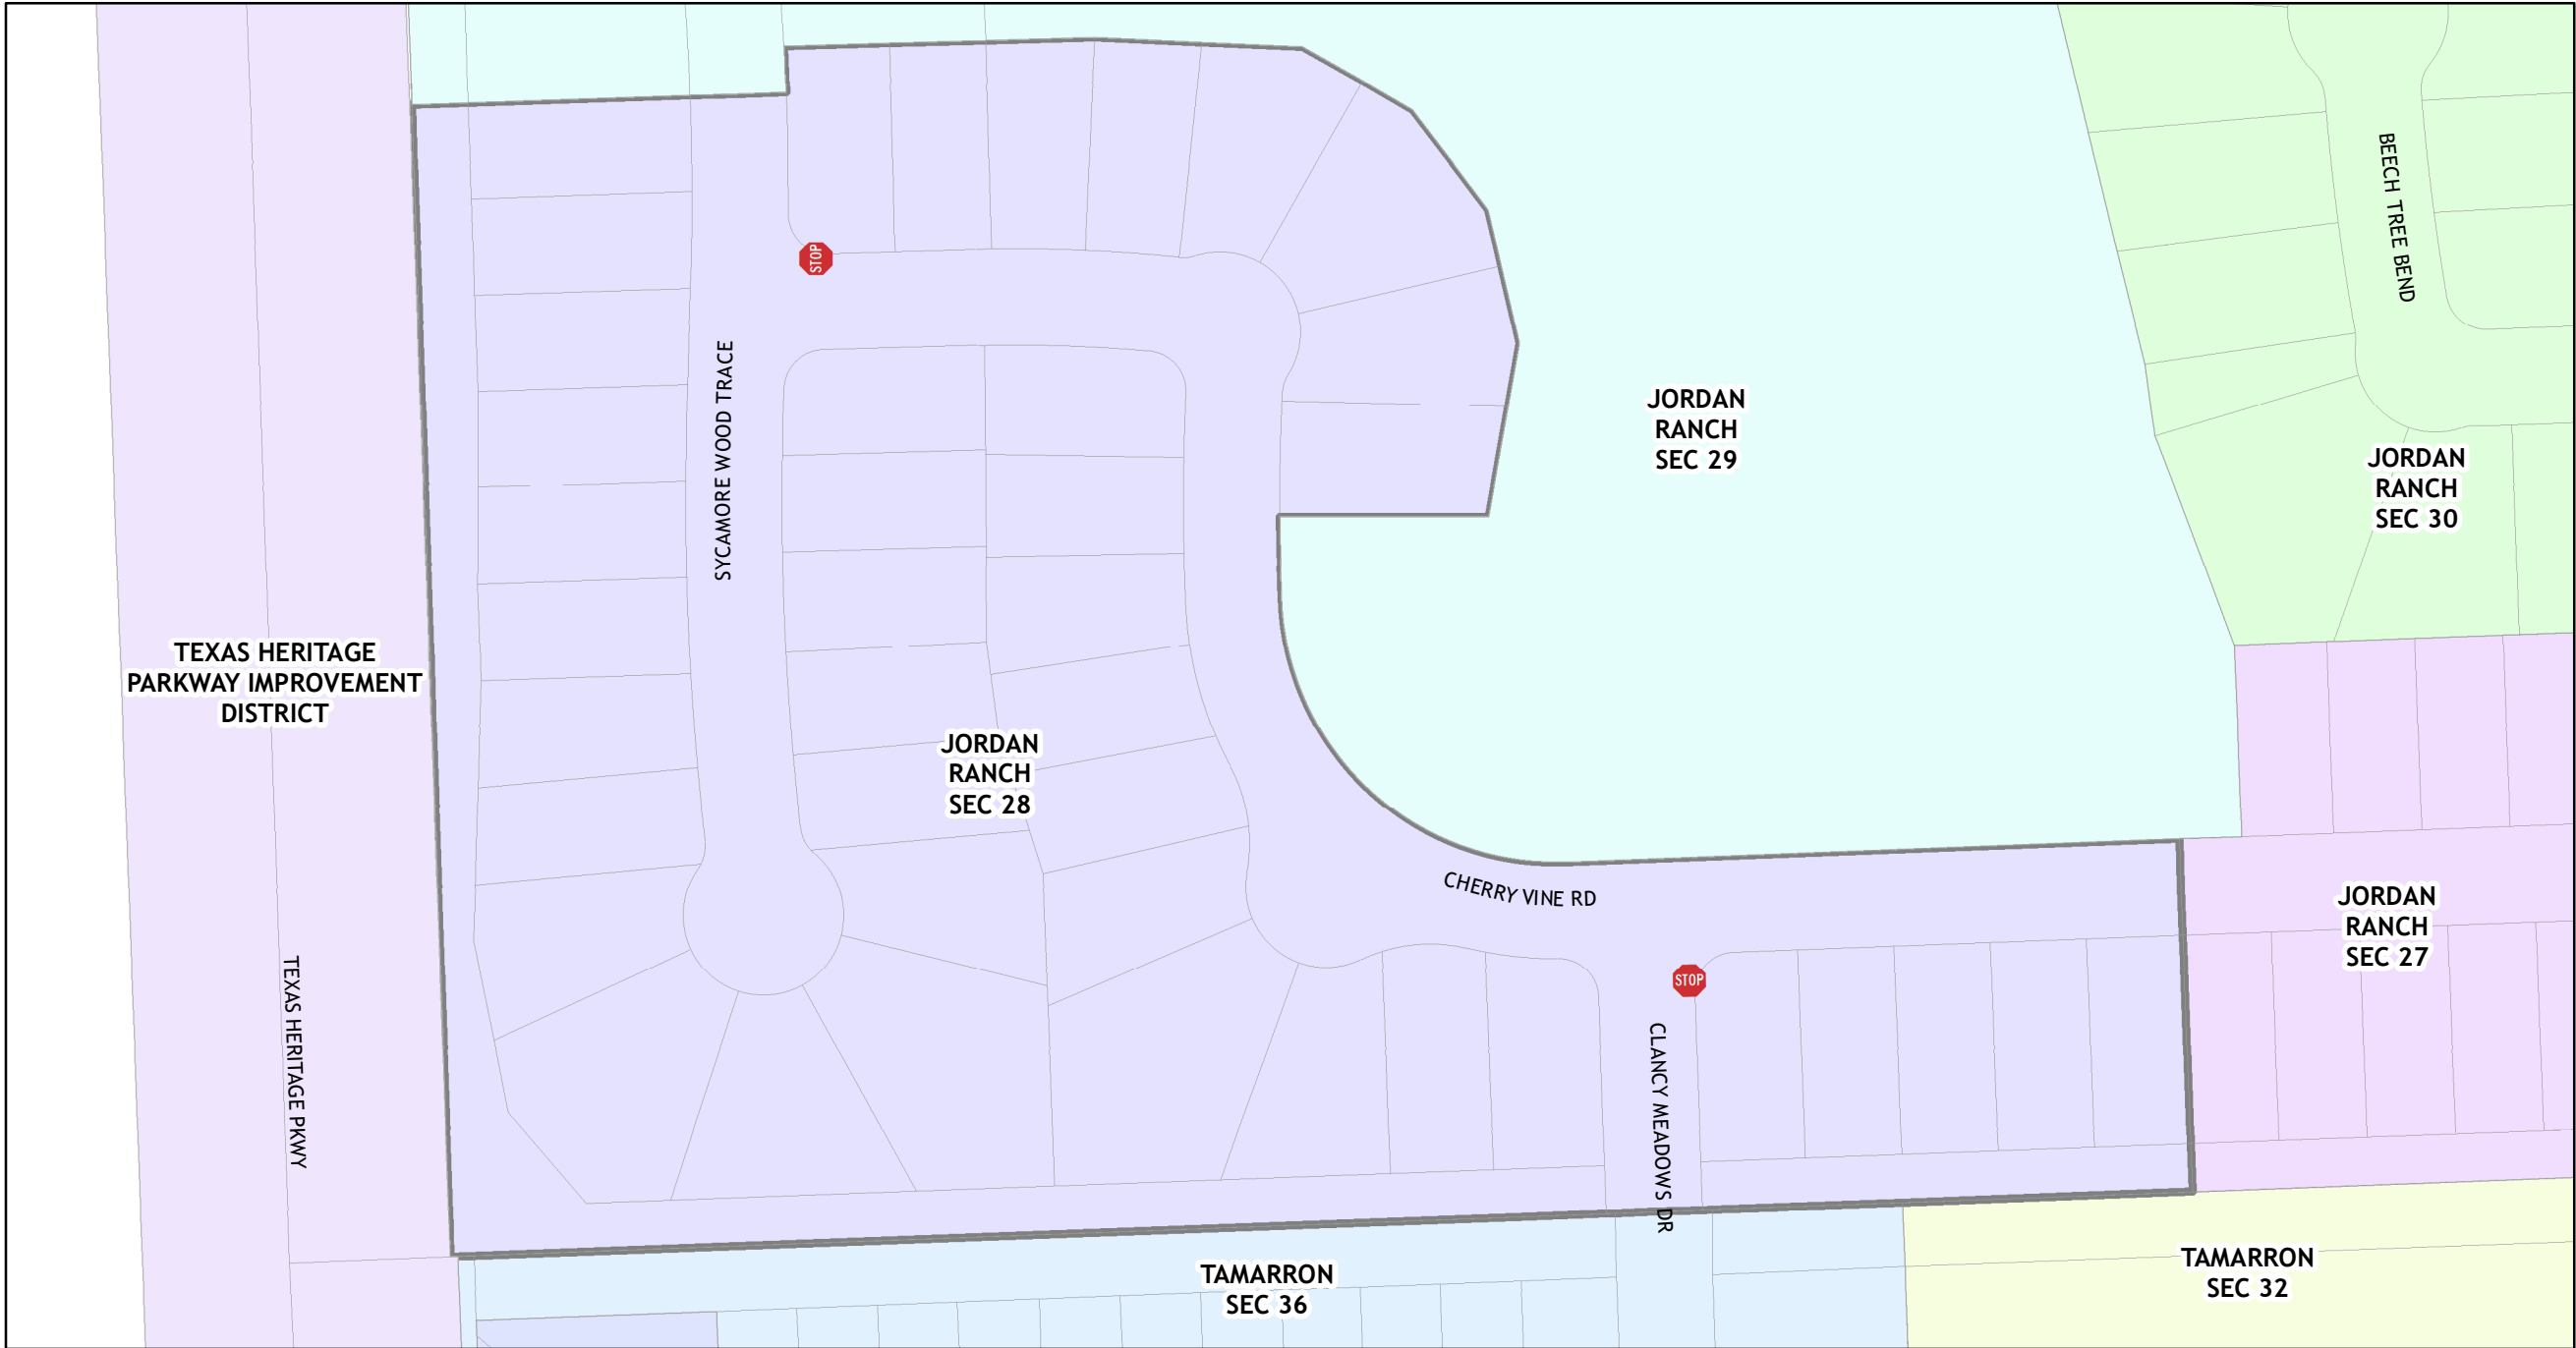 BEECH TREE BEND
STOP
SYCAMORE WOOD TRACE
JORDAN
RANCH
SEC 29
JORDAN
RANCH
SEC 30
TEXAS HERITAGE
PARKWAY IMPROVEMENT
DISTRICT
JORDAN
RANCH
SEC 28
CHERRY VINE RD
JORDAN
RANCH
SEC 27
STOP
TEXAS HERITAGE PKWY
CLANCY MEADOWS DR
TAMARRON
SEC 36
TAMARRON
SEC 32